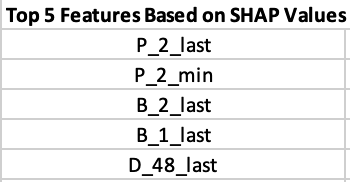 Top 5 Features Based on SHAP Values
P_2_last
P_2_min
B_2_last
B_1_last
D_48_last